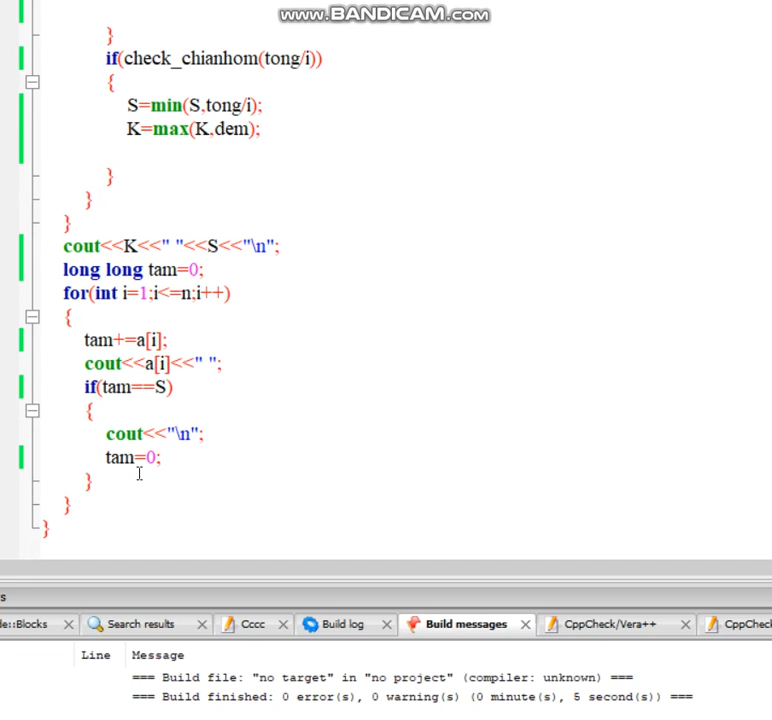 www.BANDICAM.com
}
if(check_chianhom(tong/i))
{
S=min(S,tong/i);
K=max(K,dem);
}
}
}
cout<<K<<" "<<S<<"\n";
long long tam=0;
for(int i=1;i<=n;i++)
{
tam+=a[i];
cout<<a[i]<<" ";
if(tam==S)
{
cout<<"\n";
tam=0;
}
}
}
s
de::Blocks Search results Cccc Build log Build messages CppCheck/Vera++ CppCheck
Line Message
=== Build file: "no target" in "no project" (compiler: unknown) ===
=== Build finished: 0 error(s), 0 warning(s) (0 minute(s), 5 second(s)) ===